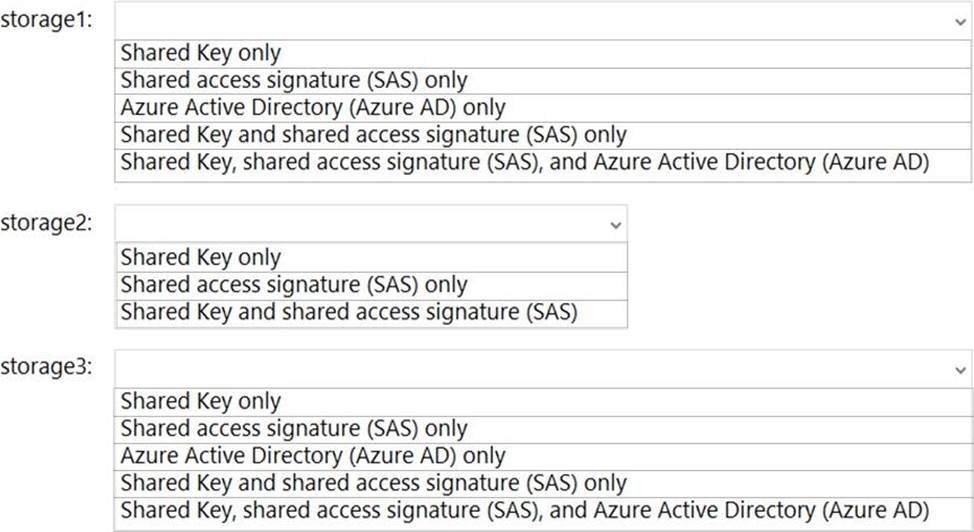 storage1:
Shared Key only
Shared access signature (SAS) only
Azure Active Directory (Azure AD) only
Shared Key and shared access signature (SAS) only
Shared Key, shared access signature (SAS), and Azure Active Directory (Azure AD)
storage2:
Shared Key only
Shared access signature (SAS) only
Shared Key and shared access signature (SAS)
storage3:
Shared Key only
Shared access signature (SAS) only
Azure Active Directory (Azure AD) only
Shared Key and shared access signature (SAS) only
Shared Key, shared access signature (SAS), and Azure Active Directory (Azure AD)